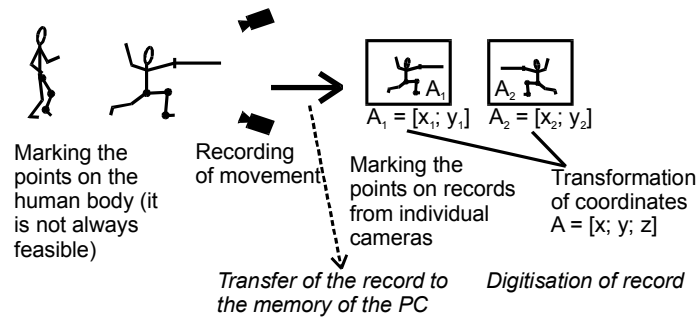 A₁
A₂
A₁ = [x₁; y₁]
A₂ = [x₂; y₂]
Marking the
points on the
human body (it
is not always
feasible)
Recording
of movement
Marking the
points on records
from individual
cameras
Transformation
of coordinates
A = [x; y; z]
Transfer of the record to
the memory of the PC
Digitisation of record